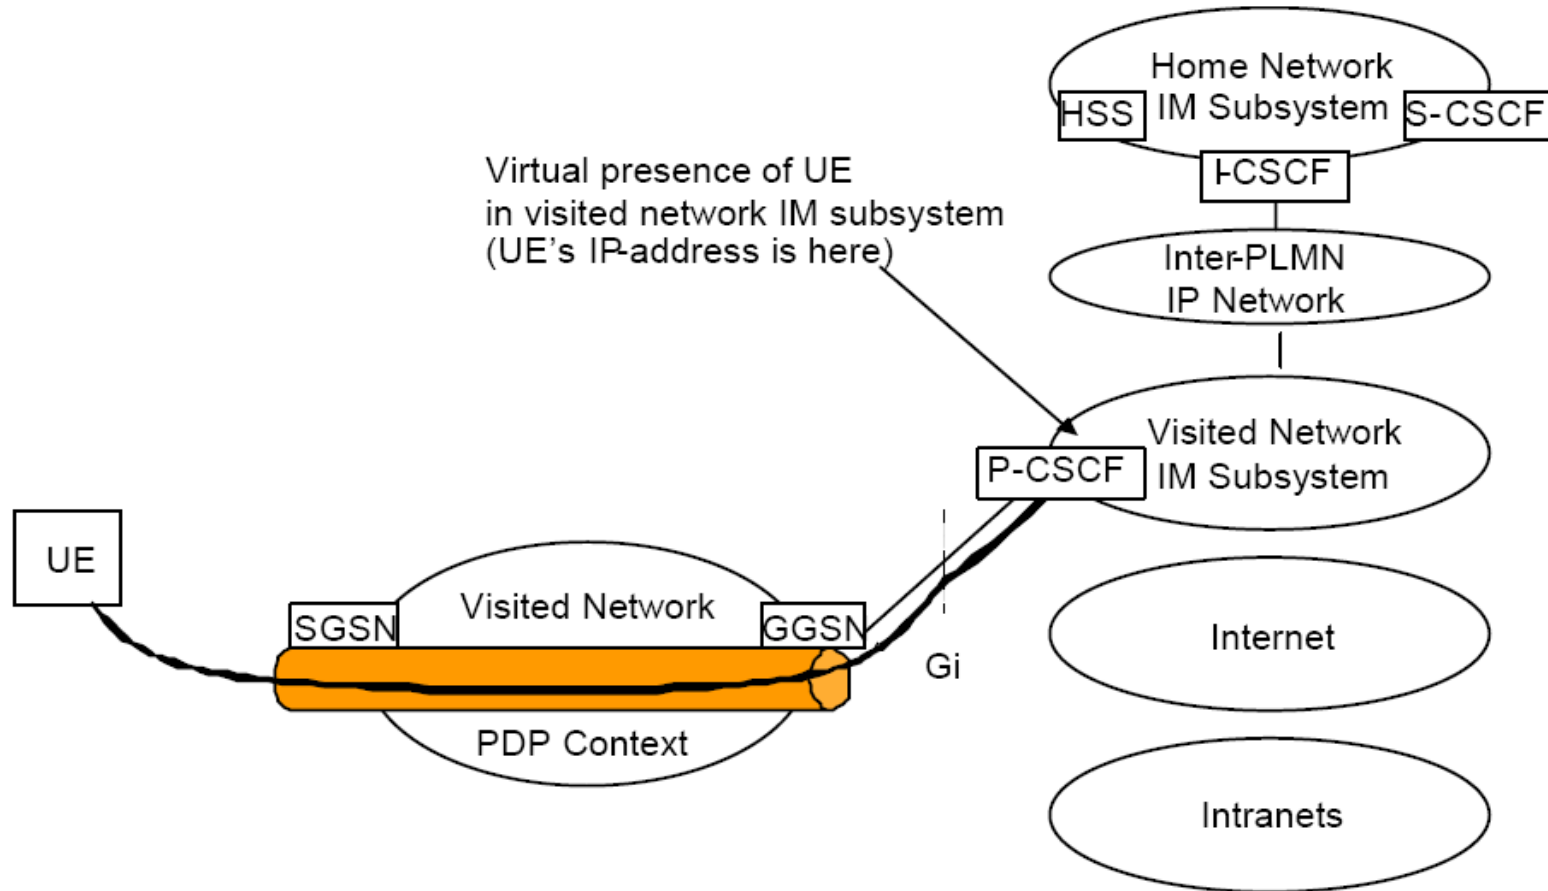 Home Network
IM Subsystem
HSS
S-CSCF
I-CSCF
Virtual presence of UE
in visited network IM subsystem
(UE's IP-address is here)
Inter-PLMN
IP Network
Visited Network
IM Subsystem
P-CSCF
UE
SGSN
Visited Network
GGSN
Gi
PDP Context
Internet
Intranets